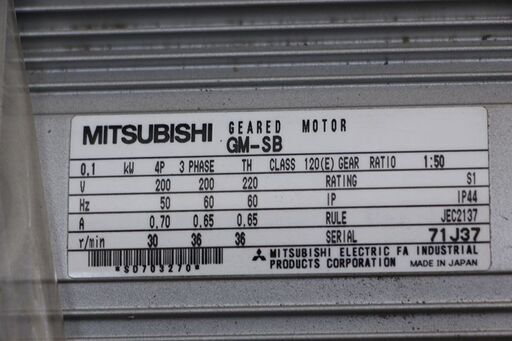 MITSUBISHI GEARED MOTOR
GM-SB
0.1 kW 4P 3 PHASE TH CLASS 120(E) GEAR RATIO 1:50
V 200 200 220 RATING S1
Hz 50 60 60 IP IP44
A 0.70 0.65 0.65 RULE JEC2137
r/min 30 36 36 SERIAL 71J37
*SD703270*
MITSUBISHI ELECTRIC FA INDUSTRIAL
PRODUCTS CORPORATION MADE IN JAPAN